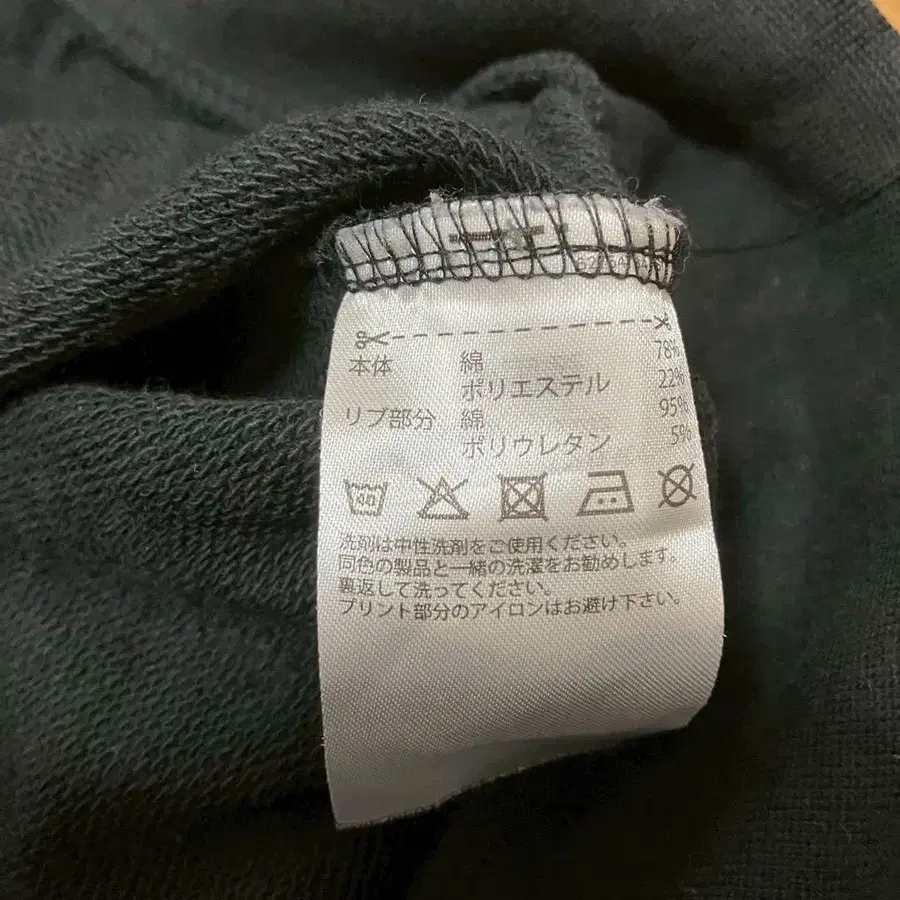 本体 綿 78%
ポリエステル 22%
リブ部分 綿 95%
ポリウレタン 5%
40
洗剤は中性洗剤をご使用ください。
同色の製品と一緒の洗濯をお勧めします。
裏返して洗ってください。
プリント部分のアイロンはお避け下さい。